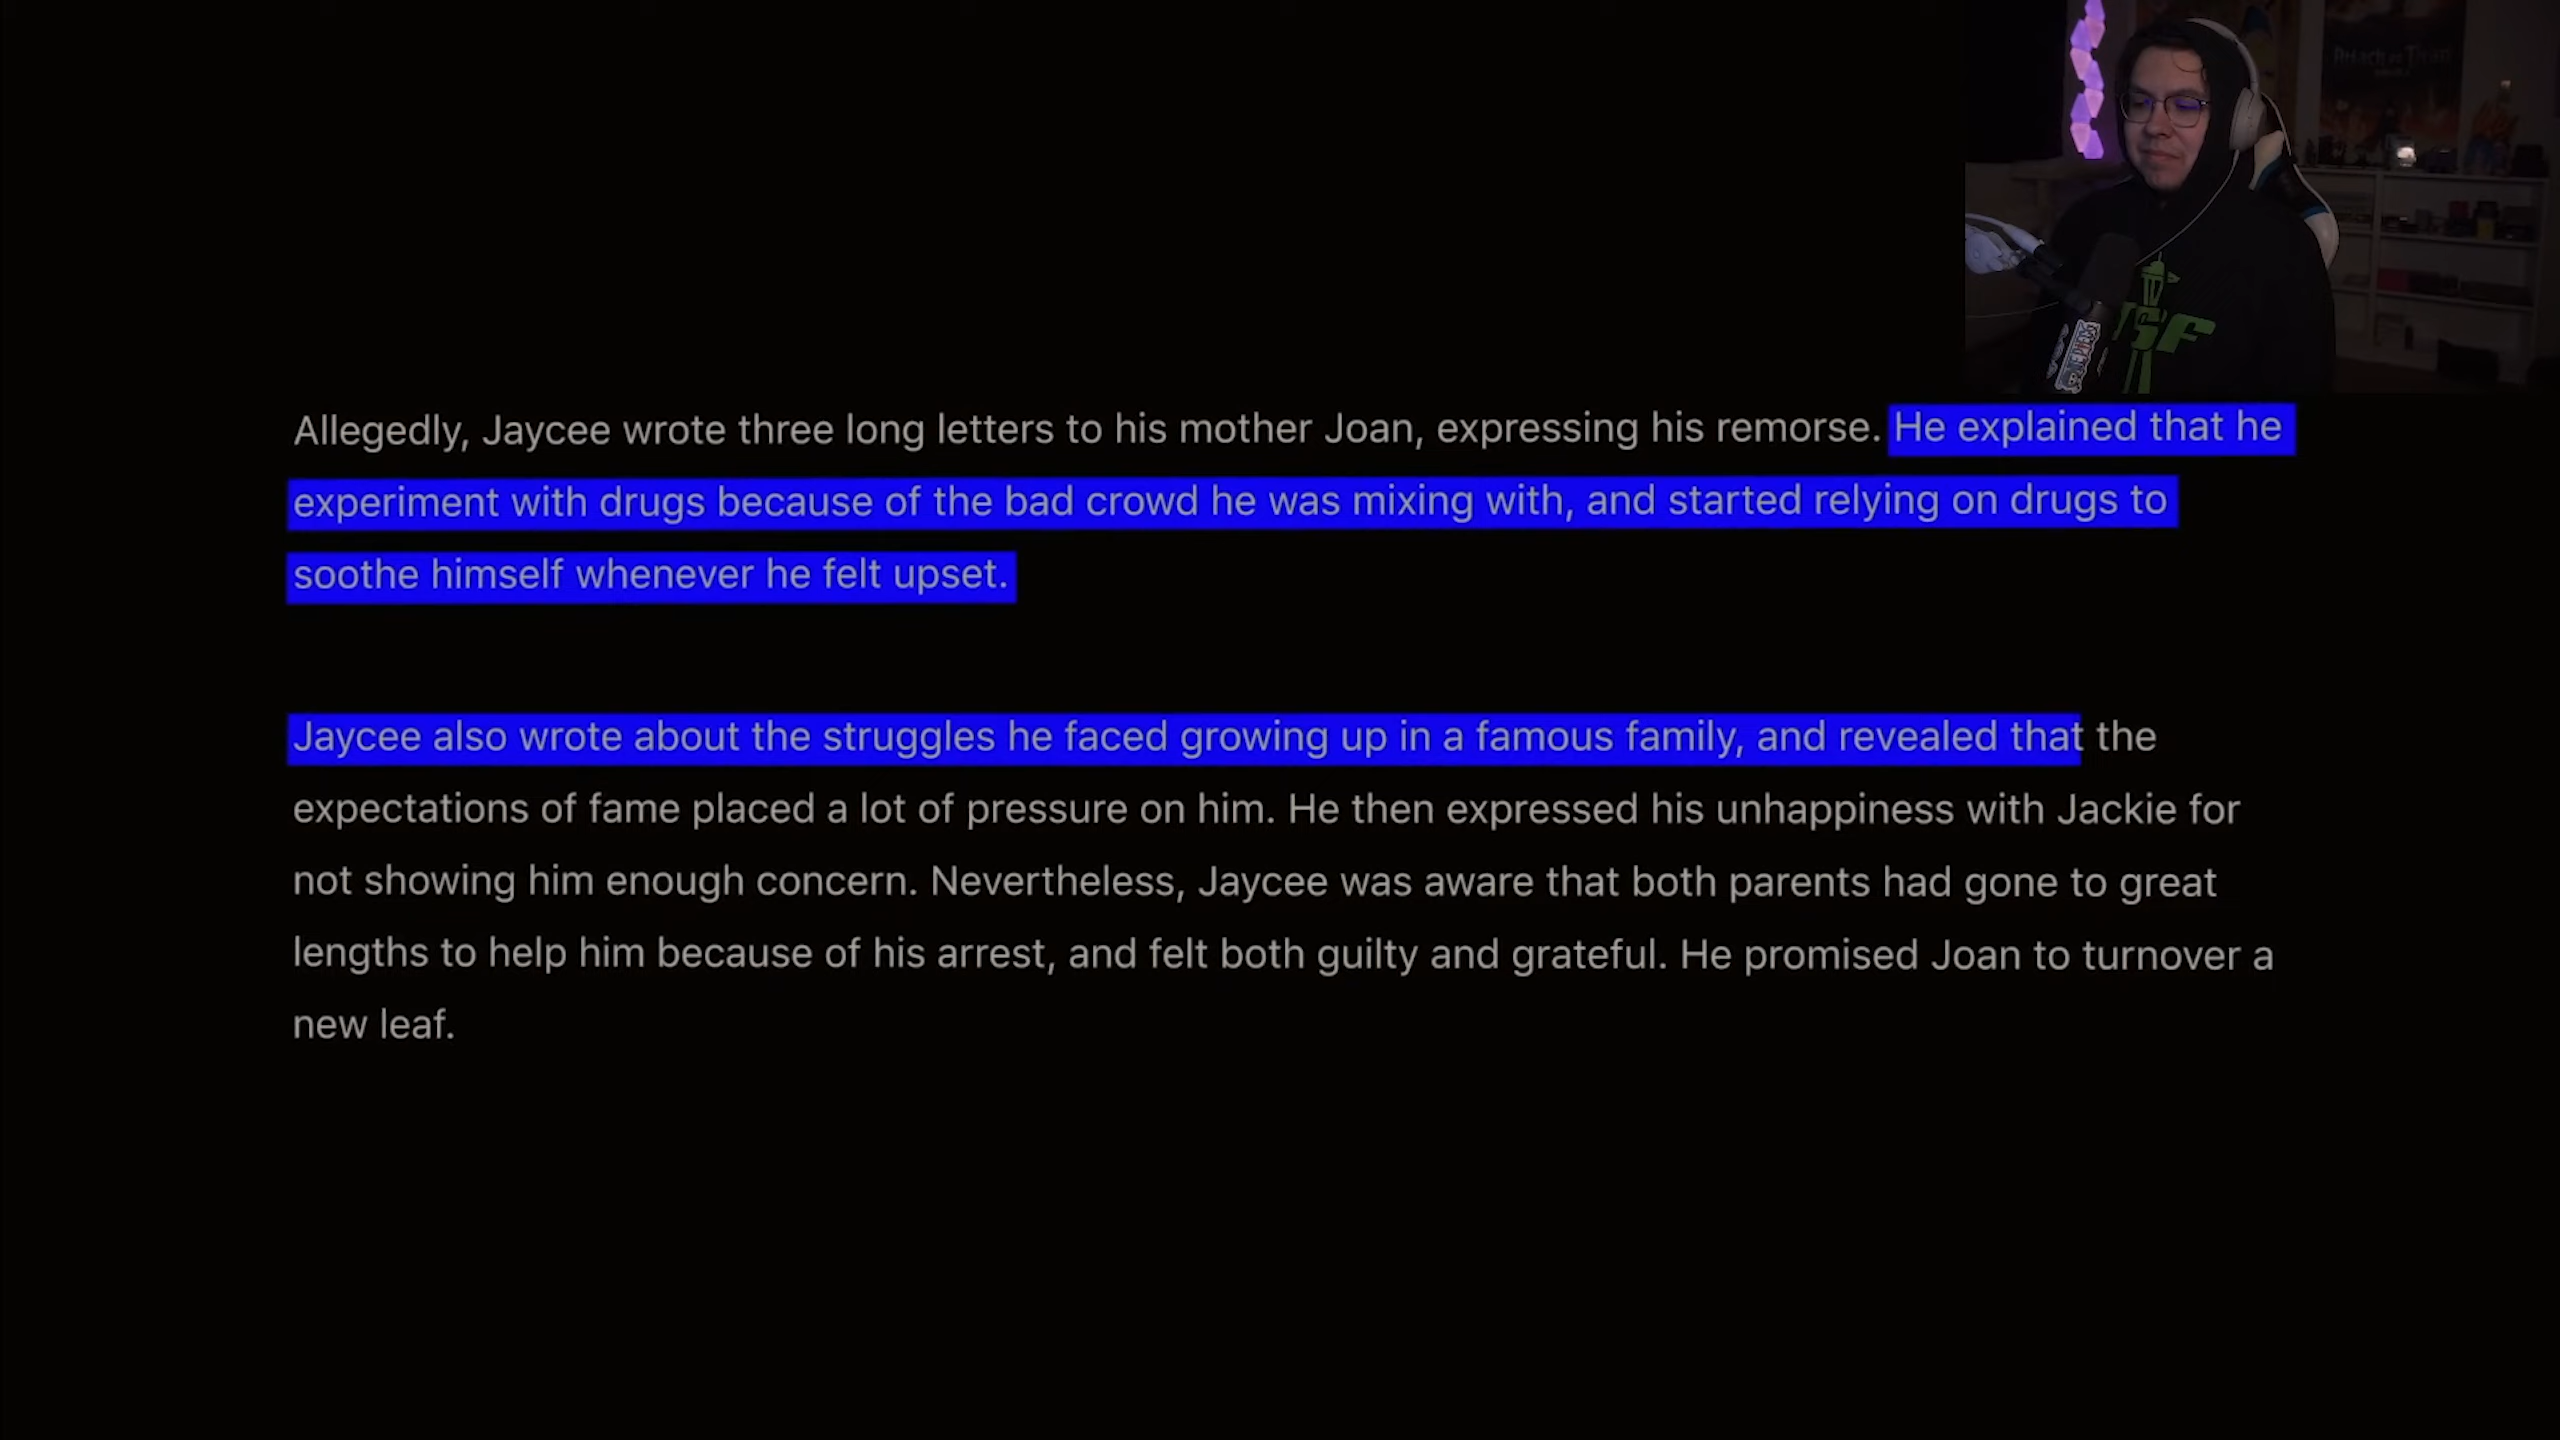 Attack on Titan
Allegedly, Jaycee wrote three long letters to his mother Joan, expressing his remorse. He explained that he
experiment with drugs because of the bad crowd he was mixing with, and started relying on drugs to
soothe himself whenever he felt upset.
Jaycee also wrote about the struggles he faced growing up in a famous family, and revealed that the
expectations of fame placed a lot of pressure on him. He then expressed his unhappiness with Jackie for
not showing him enough concern. Nevertheless, Jaycee was aware that both parents had gone to great
lengths to help him because of his arrest, and felt both guilty and grateful. He promised Joan to turnover a
new leaf.
ONE PIECE